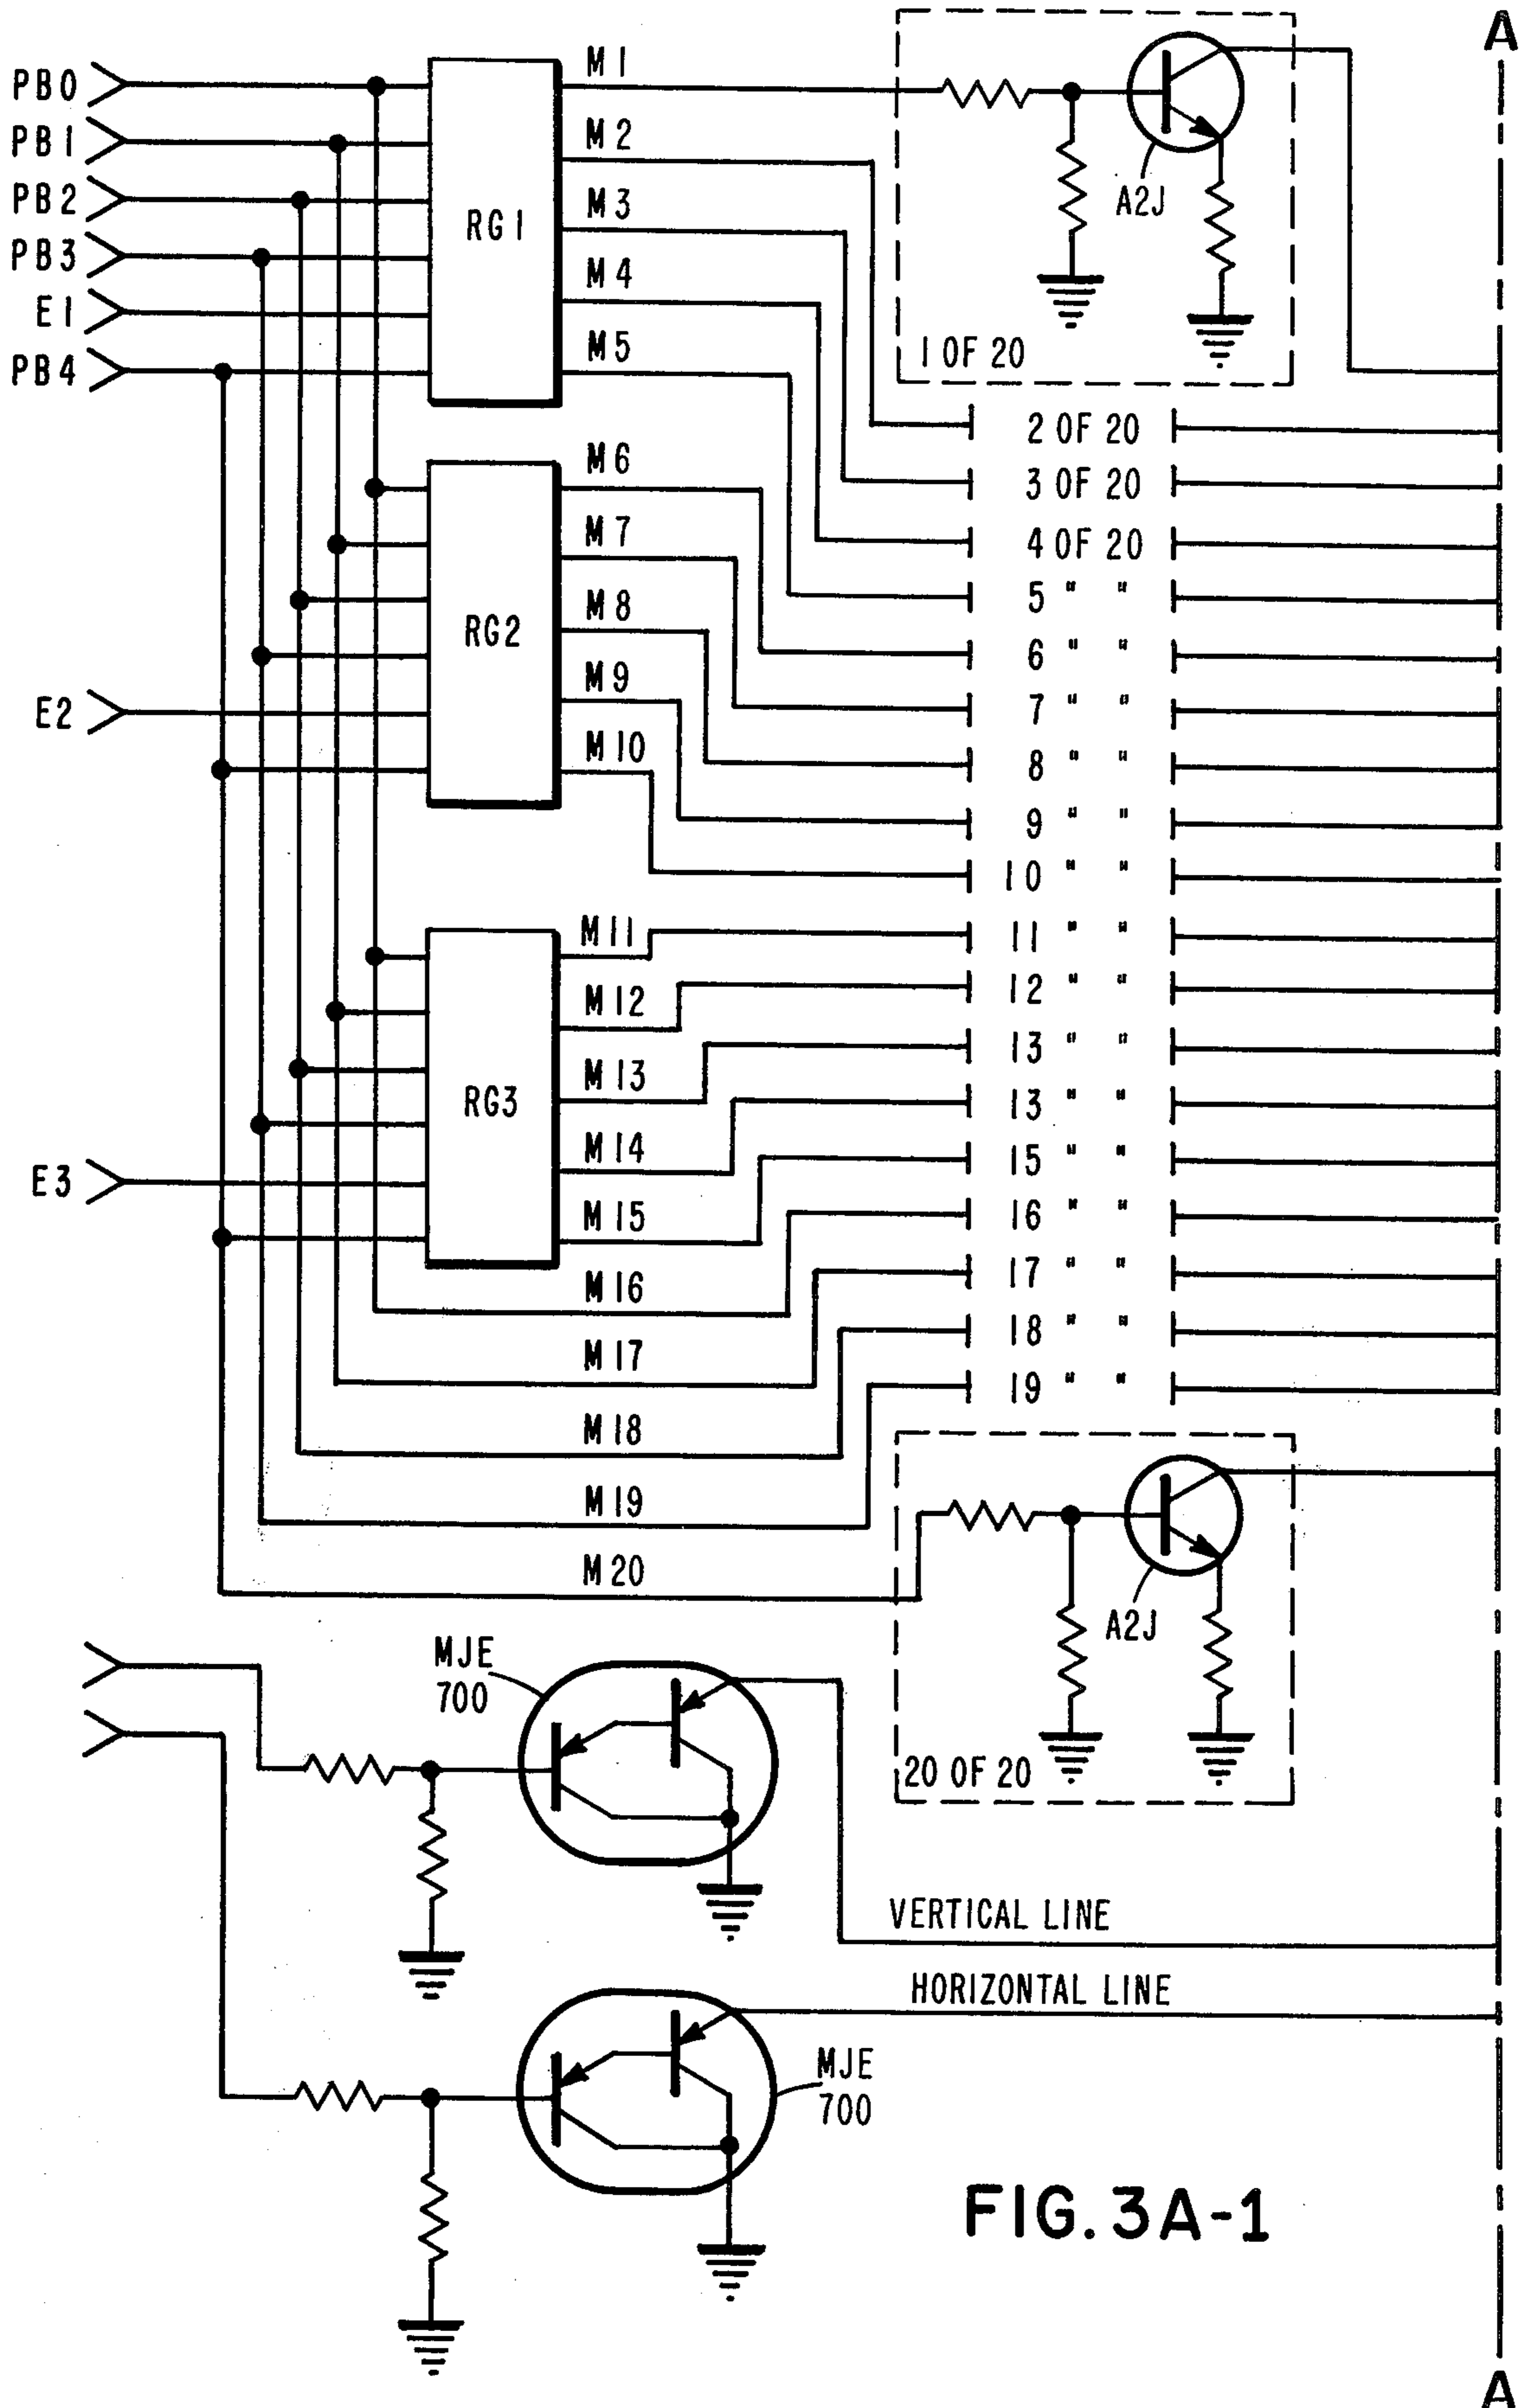 A
PB0
PB1
PB2
PB3
E1
PB4
RG1
M1
M2
M3
M4
M5
A2J
1 OF 20
2 OF 20
3 OF 20
4 OF 20
5 " "
6 " "
7 " "
8 " "
9 " "
10 " "
11 " "
12 " "
13 " "
13 " "
15 " "
16 " "
17 " "
18 " "
19 " "
M6
M7
M8
M9
M10
RG2
E2
M11
M12
M13
M14
M15
RG3
E3
M16
M17
M18
M19
M20
A2J
20 OF 20
MJE
700
VERTICAL LINE
HORIZONTAL LINE
MJE
700
FIG. 3A-1
A